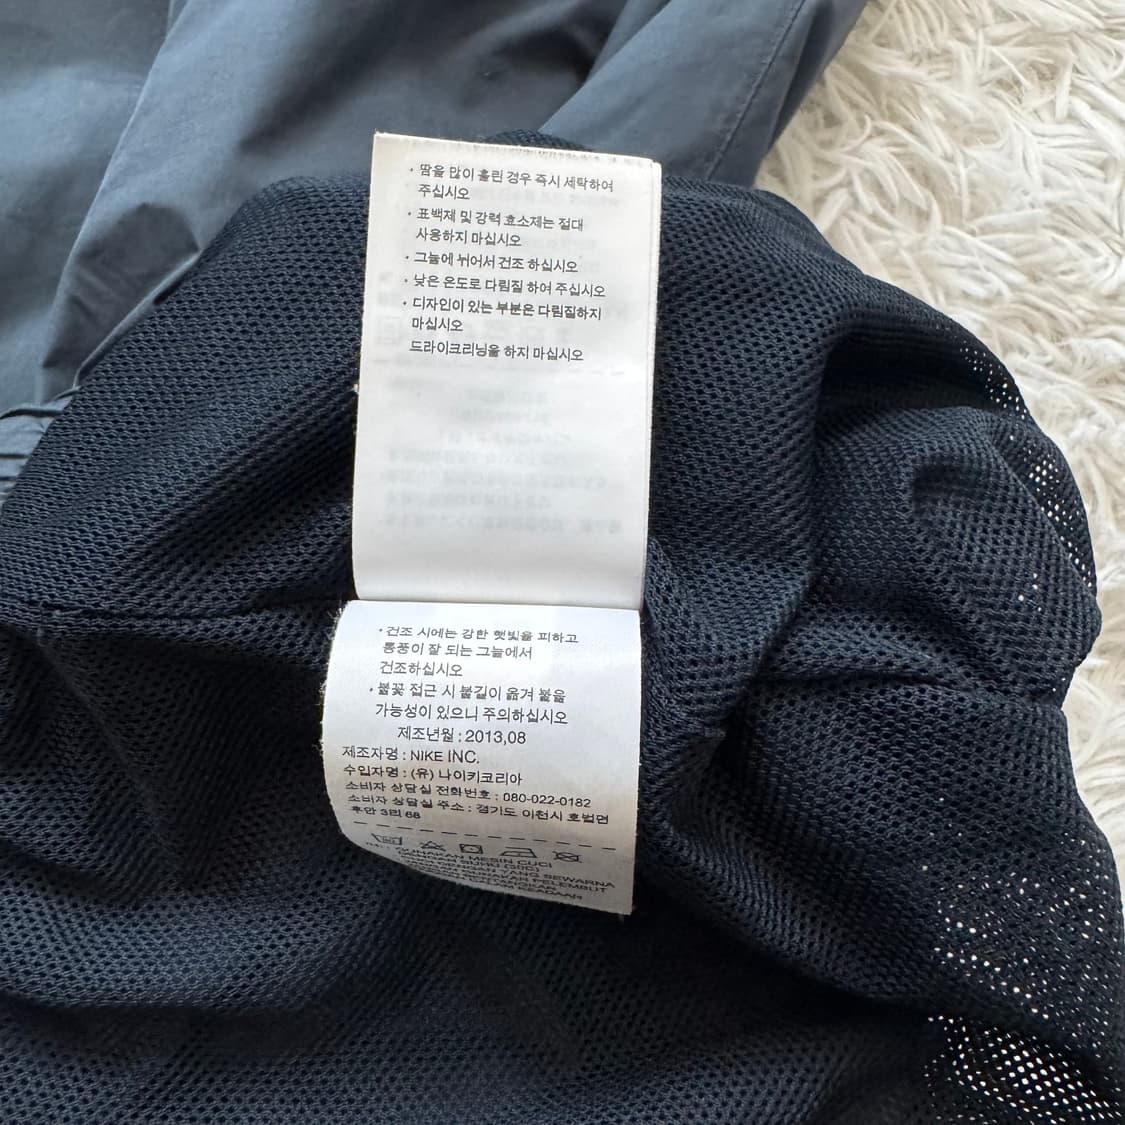 · 땀을 많이 흘린 경우 즉시 세탁하여
주십시오
· 표백제 및 강력 효소제는 절대
사용하지 마십시오
· 그늘에 뉘어서 건조 하십시오
· 낮은 온도로 다림질 하여 주십시오
· 디자인이 있는 부분은 다림질하지
마십시오
드라이크리닝을 하지 마십시오
· 건조 시에는 강한 햇빛을 피하고
통풍이 잘 되는 그늘에서
건조하십시오
· 불꽃 접근 시 불길이 옮겨 붙을
가능성이 있으니 주의하십시오
제조년월 : 2013,08
제조자명 : NIKE INC.
수입자명 : (유) 나이키코리아
소비자 상담실 전화번호 : 080-022-0182
소비자 상담실 주소 : 경기도 이천시 호법면
후안 3리 68
GUNAKAN MESIN CUCI
DENGAN YANG SEWARNA
GUNAKAN PELEMBUT
KEADAAN